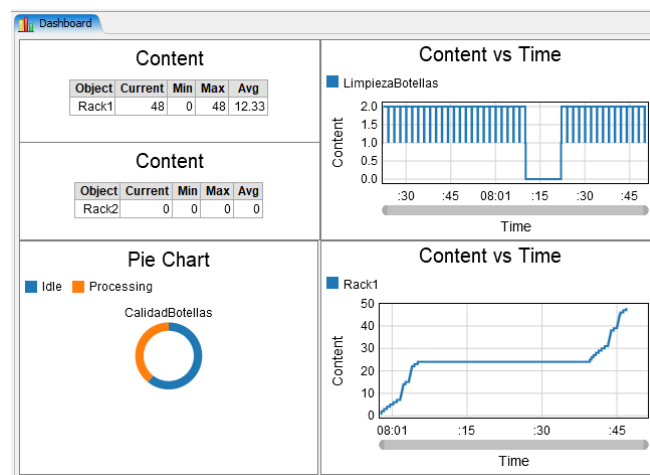 Dashboard
Content
Object Current Min Max Avg
Rack1 48 0 48 12.33
Content
Object Current Min Max Avg
Rack2 0 0 0 0
Pie Chart
Idle Processing
CalidadBotellas
Content vs Time
LimpiezaBotellas
Content
2.0
1.5
1.0
0.5
0.0
:30 :45 08:01 :15 :30 :45
Time
Content vs Time
Rack1
Content
50
40
30
20
10
0
08:01 :15 :30 :45
Time